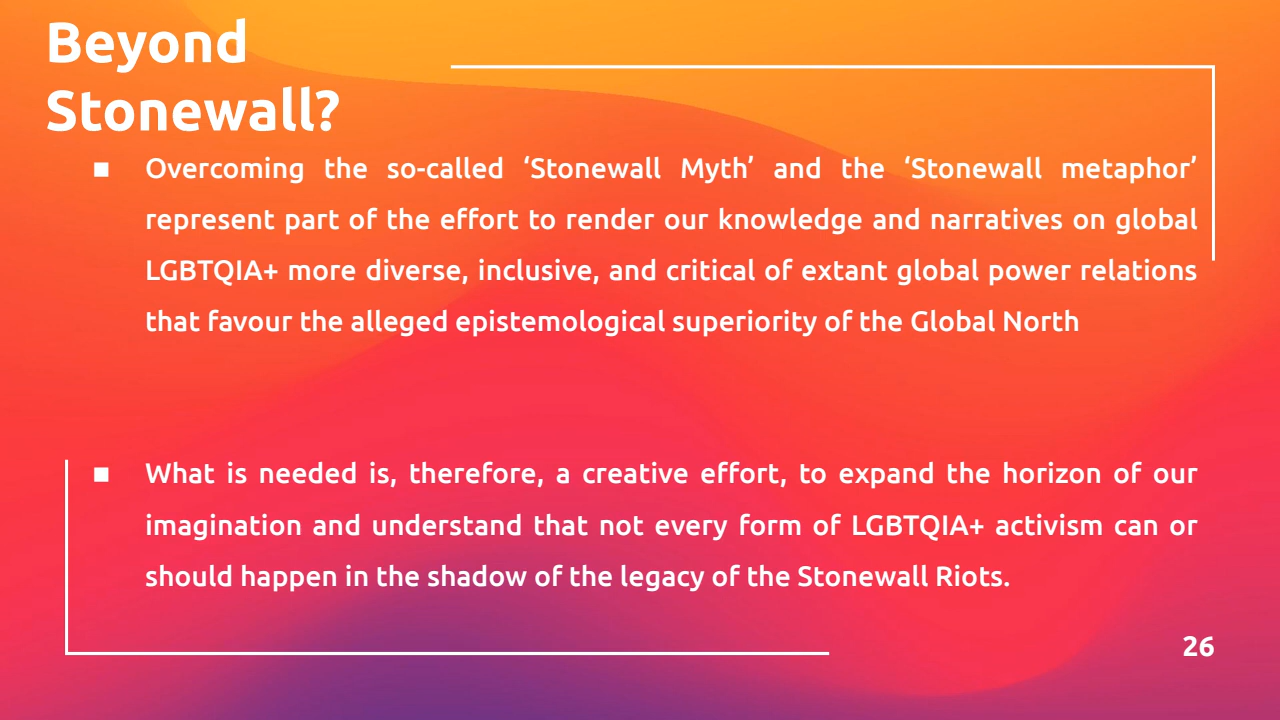 Beyond
Stonewall?
■ Overcoming the so-called ‘Stonewall Myth’ and the ‘Stonewall metaphor’
represent part of the effort to render our knowledge and narratives on global
LGBTQIA+ more diverse, inclusive, and critical of extant global power relations
that favour the alleged epistemological superiority of the Global North
■ What is needed is, therefore, a creative effort, to expand the horizon of our
imagination and understand that not every form of LGBTQIA+ activism can or
should happen in the shadow of the legacy of the Stonewall Riots.
26